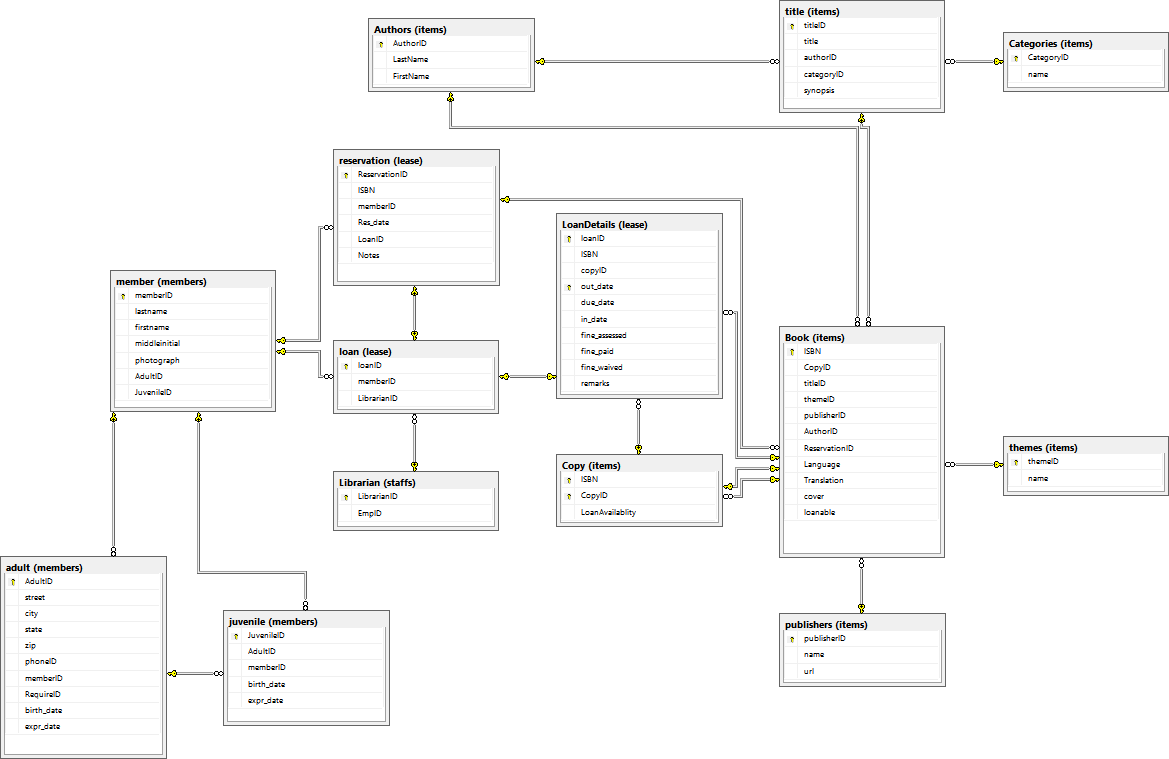 Authors (items)
AuthorID
LastName
FirstName
title (items)
titleID
title
authorID
categoryID
synopsis
Categories (items)
CategoryID
name
reservation (lease)
ReservationID
ISBN
memberID
Res_date
LoanID
Notes
LoanDetails (lease)
loanID
ISBN
copyID
out_date
due_date
in_date
fine_assessed
fine_paid
fine_waived
remarks
member (members)
memberID
lastname
firstname
middleinitial
photograph
AdultID
JuvenileID
loan (lease)
loanID
memberID
LibrarianID
Book (items)
ISBN
CopyID
titleID
themeID
publisherID
AuthorID
ReservationID
Language
Translation
cover
loanable
themes (items)
themeID
name
Copy (items)
ISBN
CopyID
LoanAvailablity
Librarian (staffs)
LibrarianID
EmpID
adult (members)
AdultID
street
city
state
zip
phoneID
memberID
RequireID
birth_date
expr_date
juvenile (members)
JuvenileID
AdultID
memberID
birth_date
expr_date
publishers (items)
publisherID
name
url